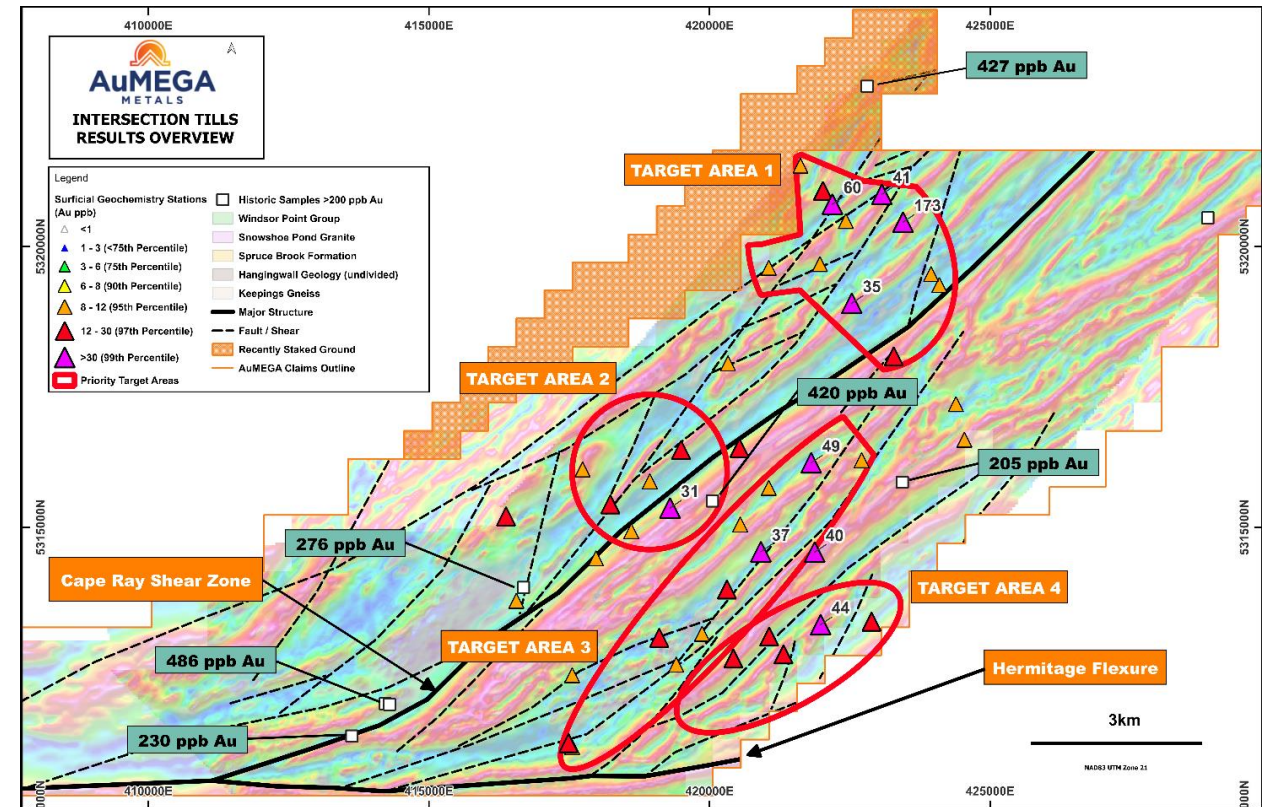 410000E
415000E
420000E
425000E
AuMEGA
METALS
INTERSECTION TILLS
RESULTS OVERVIEW
Legend
Surficial Geochemistry Stations
(Au ppb)
<1
1 - 3 (<75th Percentile)
3 - 6 (75th Percentile)
6 - 8 (90th Percentile)
8 - 12 (95th Percentile)
12 - 30 (97th Percentile)
>30 (99th Percentile)
Priority Target Areas
Historic Samples >200 ppb Au
Windsor Point Group
Snowshoe Pond Granite
Spruce Brook Formation
Hangingwall Geology (undivided)
Keepings Gneiss
Major Structure
Fault / Shear
Recently Staked Ground
AuMEGA Claims Outline
427 ppb Au
TARGET AREA 1
60
41
173
35
5320000N
5320000N
TARGET AREA 2
420 ppb Au
49
205 ppb Au
31
5315000N
5315000N
276 ppb Au
37
40
Cape Ray Shear Zone
TARGET AREA 4
44
TARGET AREA 3
486 ppb Au
Hermitage Flexure
230 ppb Au
3km
NAD83 UTM Zone 21
410000E
415000E
420000E
425000E